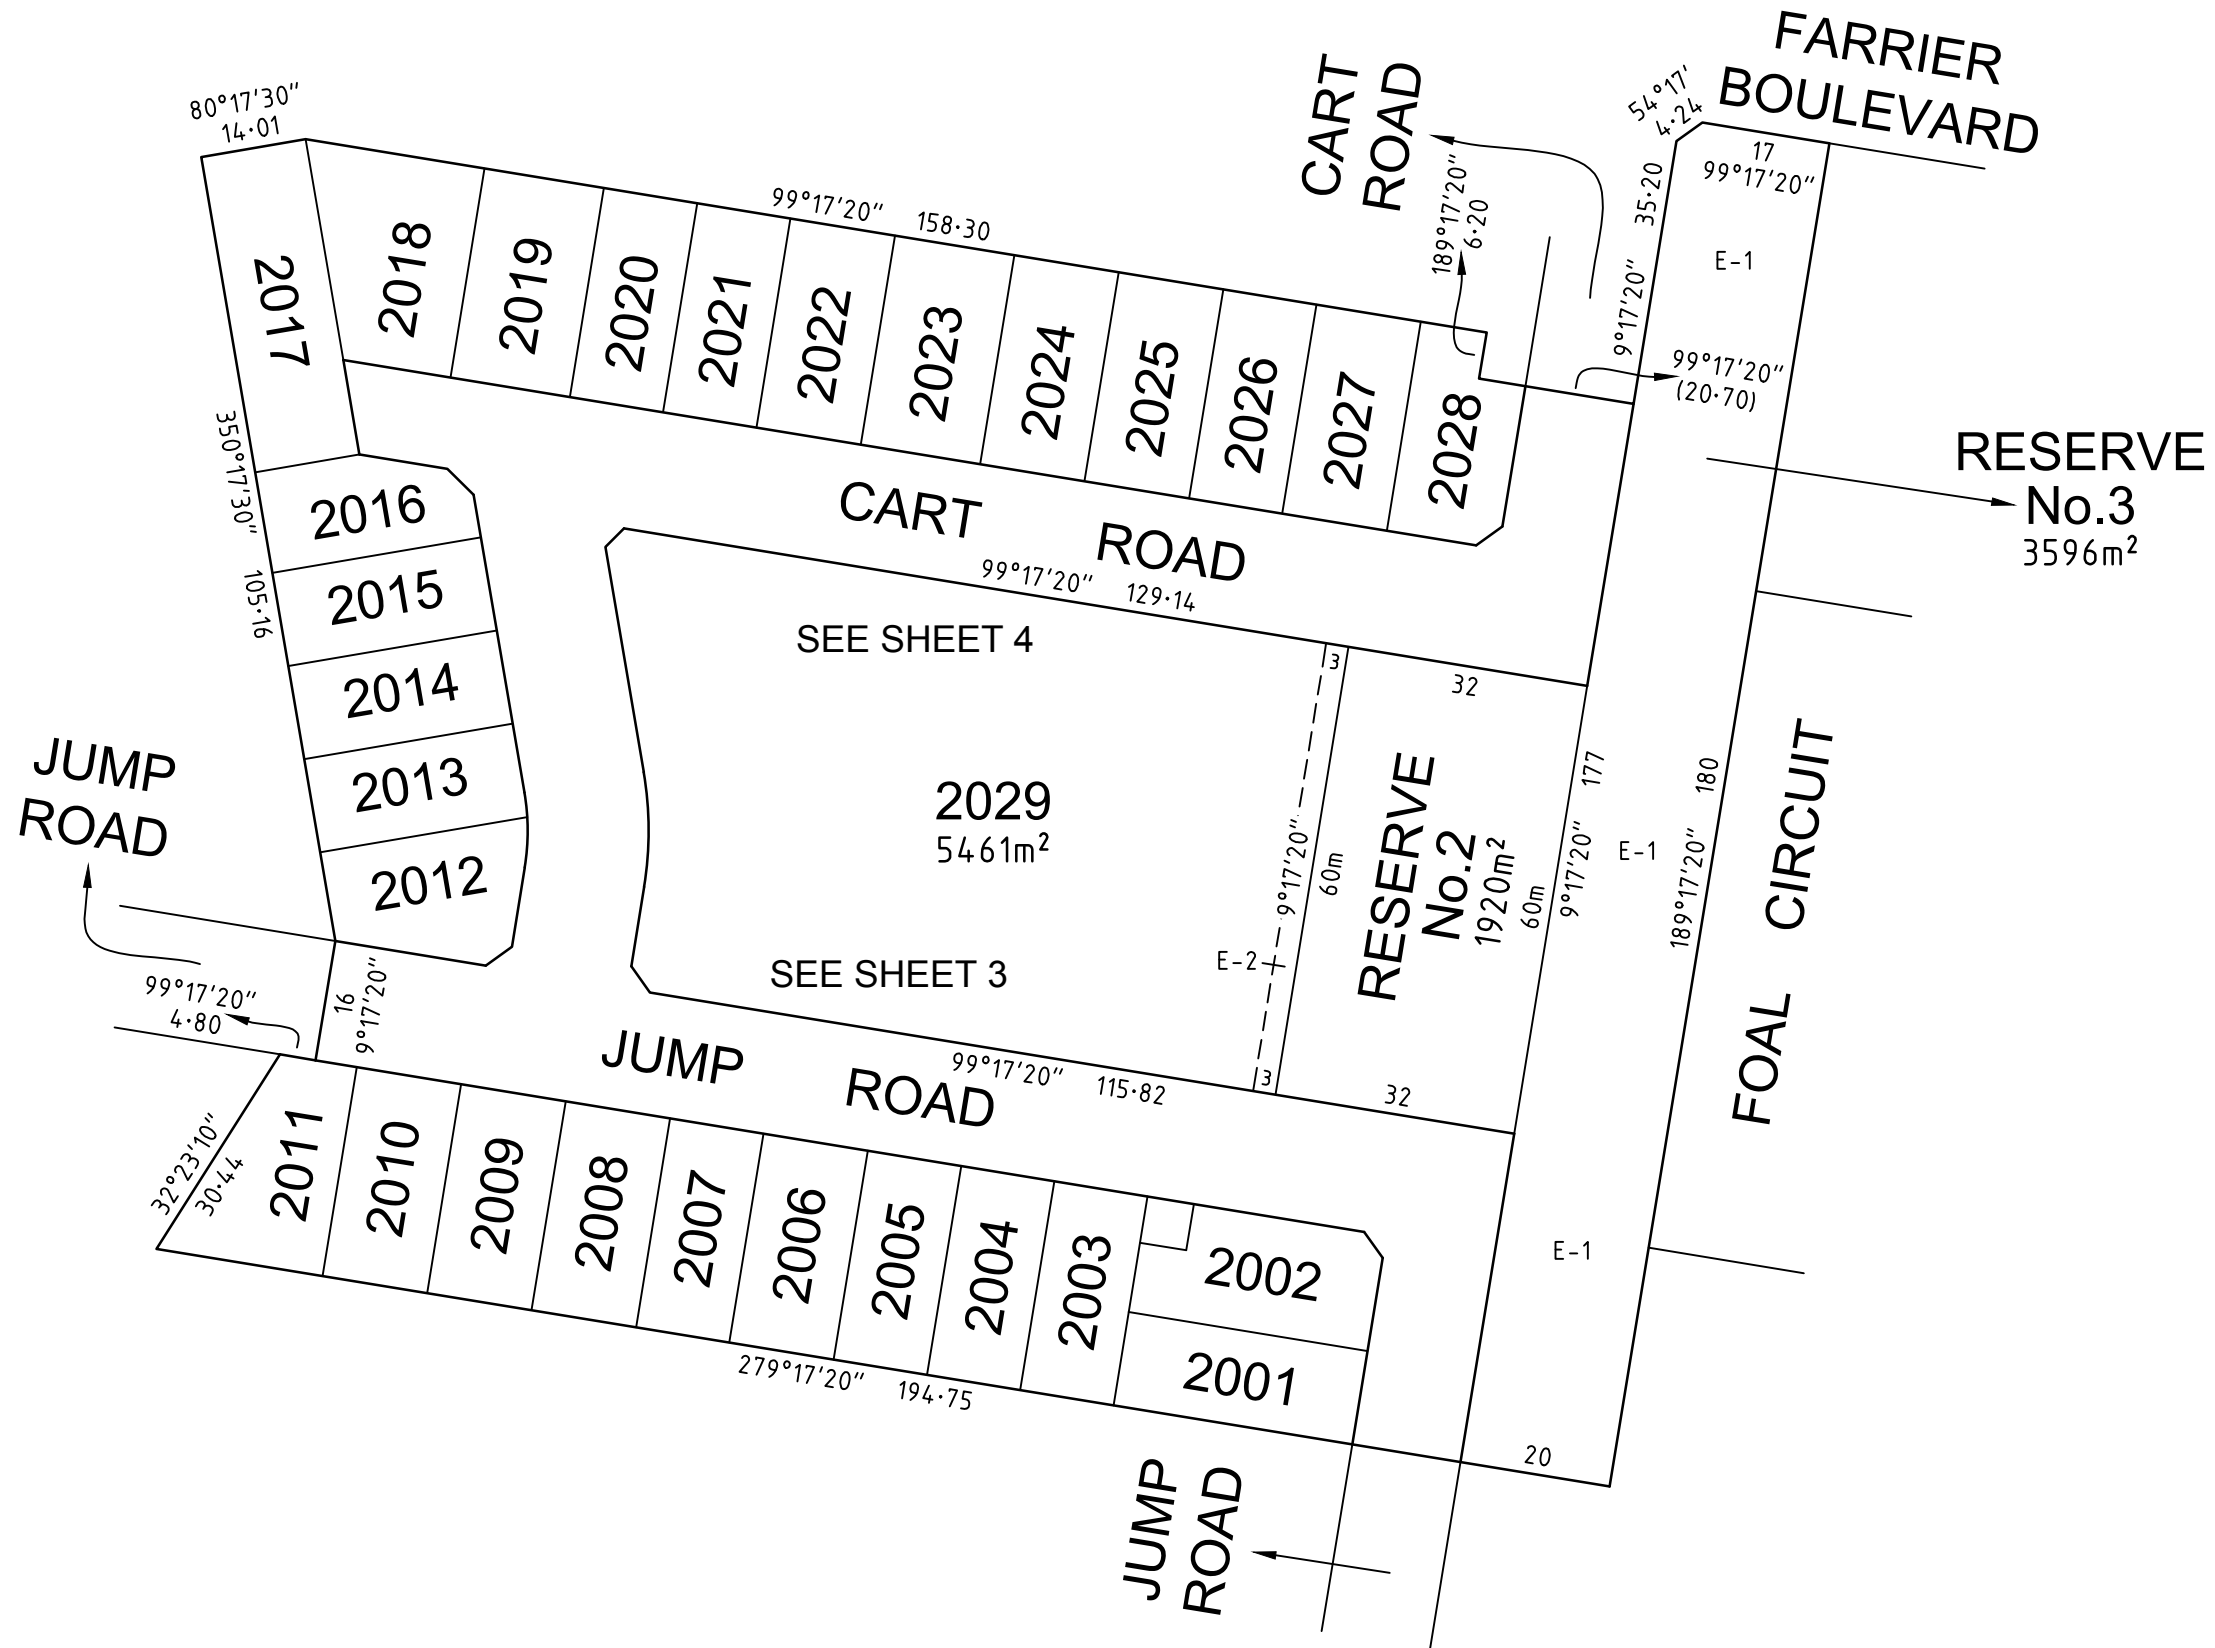 FARRIER
BOULEVARD
CART
ROAD
54°17'
4·24
80°17'30"
14·01
17
99°17'20"
189°17'20"
6·20
9°17'20" 35·20
99°17'20" 158·30
E-1
2017
2018
2019
2020
2021
2022
2023
2024
2025
2026
2027
2028
99°17'20"
(20·70)
RESERVE
No.3
3596m²
350°17'30" 105·16
2016
2015
2014
2013
2012
CART ROAD
99°17'20" 129·14
SEE SHEET 4
3
32
2029
5461m²
SEE SHEET 3
9°17'20"
60m
E-2
RESERVE
No.2
1920m²
60m
9°17'20" 177
E-1
189°17'20" 180
FOAL CIRCUIT
JUMP
ROAD
99°17'20"
4·80
16
9°17'20"
JUMP ROAD
99°17'20" 115·82
3
32
32°23'10"
30·44
2011
2010
2009
2008
2007
2006
2005
2004
2003
2002
2001
E-1
279°17'20" 194·75
20
JUMP
ROAD